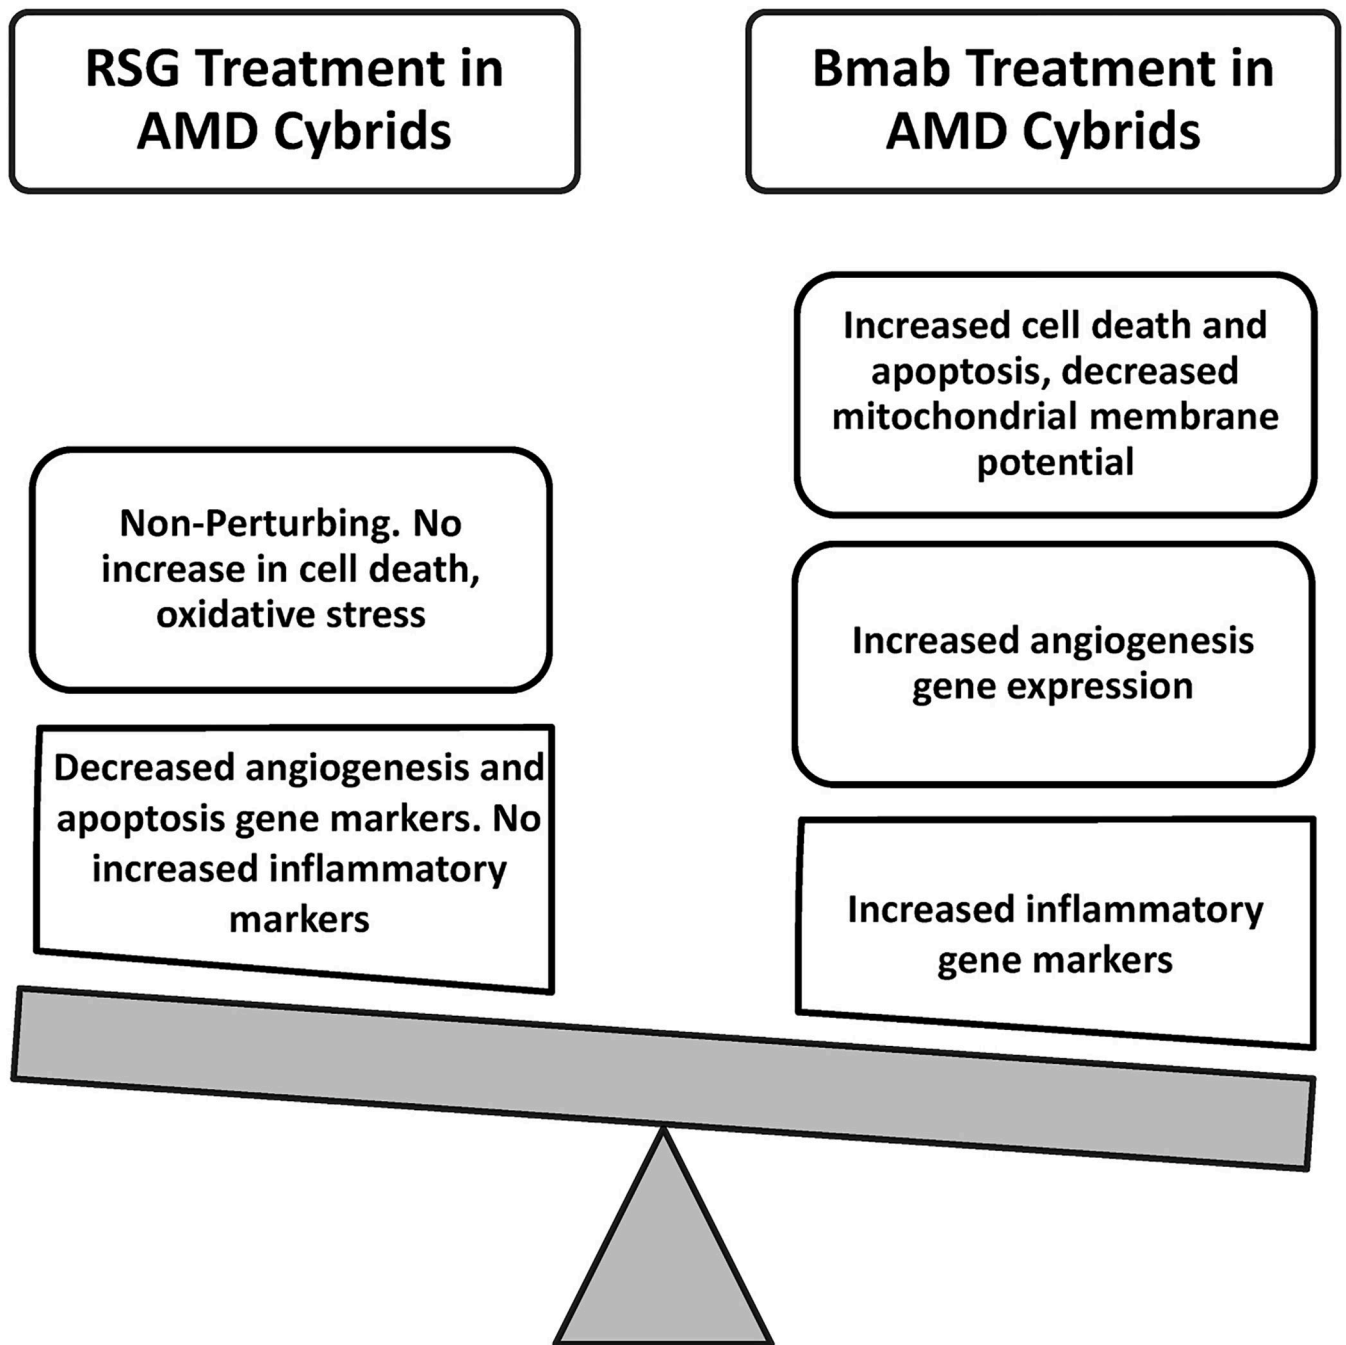 RSG Treatment in
AMD Cybrids
Bmab Treatment in
AMD Cybrids
Non-Perturbing. No
increase in cell death,
oxidative stress
Decreased angiogenesis and
apoptosis gene markers. No
increased inflammatory
markers
Increased cell death and
apoptosis, decreased
mitochondrial membrane
potential
Increased angiogenesis
gene expression
Increased inflammatory
gene markers